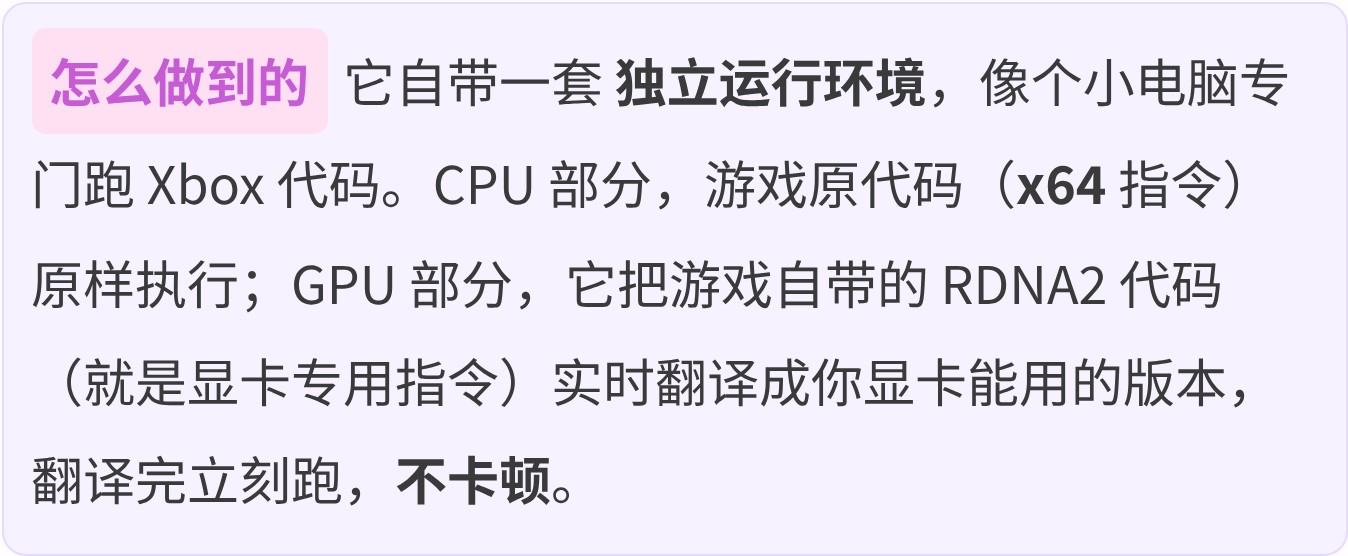 怎么做到的 它自带一套 独立运行环境，像个小电脑专
门跑 Xbox 代码。CPU 部分，游戏原代码（x64 指令）
原样执行；GPU 部分，它把游戏自带的 RDNA2 代码
（就是显卡专用指令）实时翻译成你显卡能用的版本，
翻译完立刻跑，不卡顿。